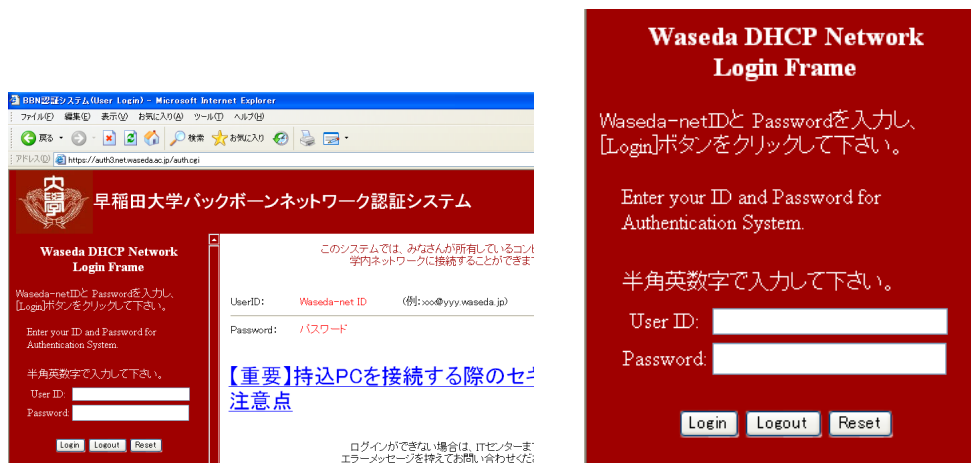 BBN認証システム(User Login) - Microsoft Internet Explorer
ファイル(F) 編集(E) 表示(V) お気に入り(A) ツール(T) ヘルプ(H)
戻る 検索 お気に入り
アドレス(D) https://auth3.net.waseda.ac.jp/auth.cgi
早稲田大学バックボーンネットワーク認証システム
Waseda DHCP Network
Login Frame
Waseda-netIDと Passwordを入力し、
[Login]ボタンをクリックして下さい。
Enter your ID and Password for
Authentication System.
半角英数字で入力して下さい。
User ID:
Password:
Login Logout Reset
このシステムでは、みなさんが所有しているコンピ
学内ネットワークに接続することができます
UserID: Waseda-net ID (例:xxx@yyy.waseda.jp)
Password: パスワード
【重要】持込PCを接続する際のセキ
注意点
ログインができない場合は、ITセンターま
エラーメッセージを控えてお問い合わせくだ
Waseda DHCP Network
Login Frame
Waseda-netIDと Passwordを入力し、
[Login]ボタンをクリックして下さい。
Enter your ID and Password for
Authentication System.
半角英数字で入力して下さい。
User ID:
Password:
Login Logout Reset